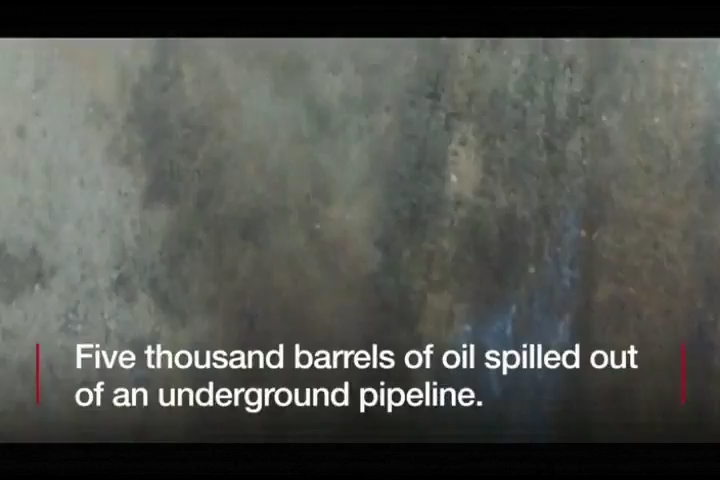 Five thousand barrels of oil spilled out
of an underground pipeline.